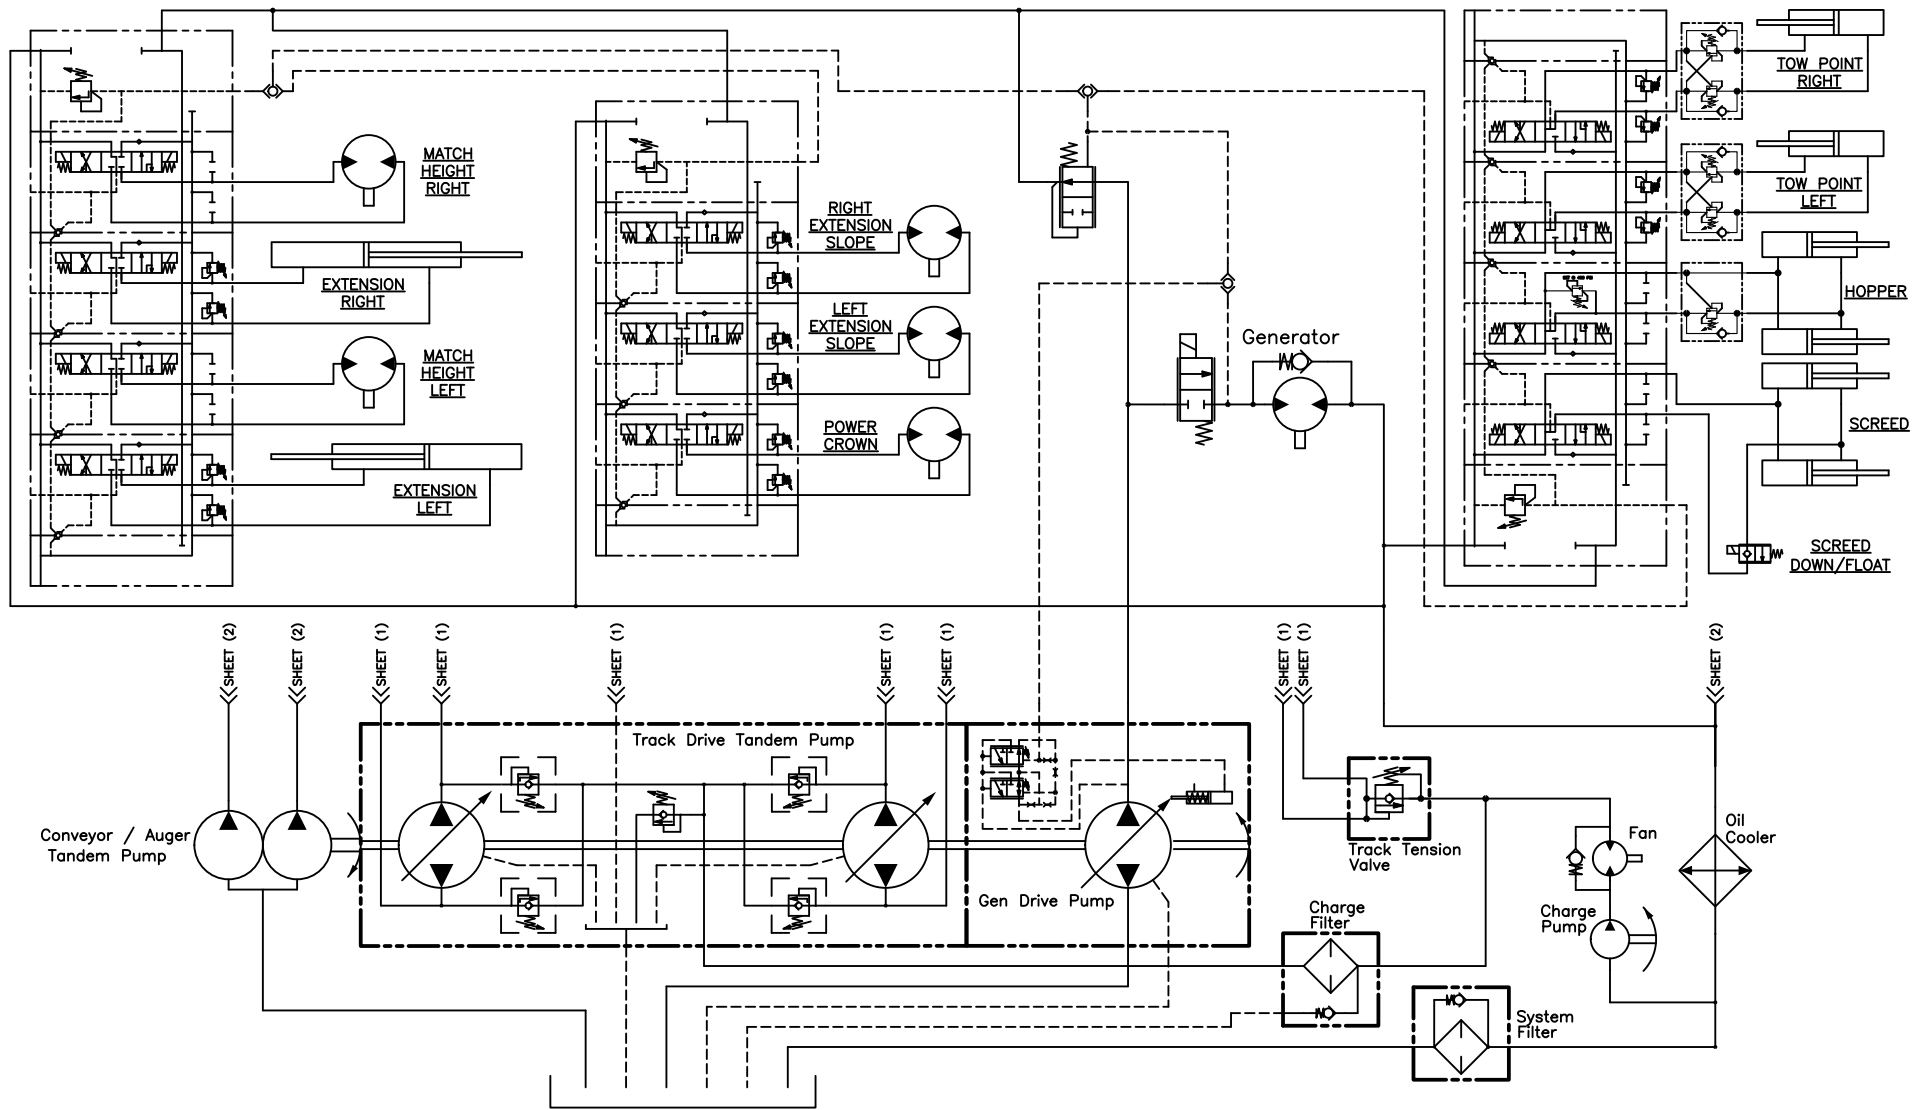 TOW POINT
RIGHT
MATCH
HEIGHT
RIGHT
TOW POINT
LEFT
RIGHT
EXTENSION
SLOPE
EXTENSION
RIGHT
HOPPER
LEFT
EXTENSION
SLOPE
Generator
MATCH
HEIGHT
LEFT
POWER
CROWN
SCREED
EXTENSION
LEFT
SCREED
DOWN/FLOAT
SHEET (2)
SHEET (2)
SHEET (1)
SHEET (1)
SHEET (1)
SHEET (1)
SHEET (1)
SHEET (1)
SHEET (1)
SHEET (2)
Track Drive Tandem Pump
Conveyor / Auger
Tandem Pump
Track Tension
Valve
Fan
Oil
Cooler
Gen Drive Pump
Charge
Filter
Charge
Pump
System
Filter